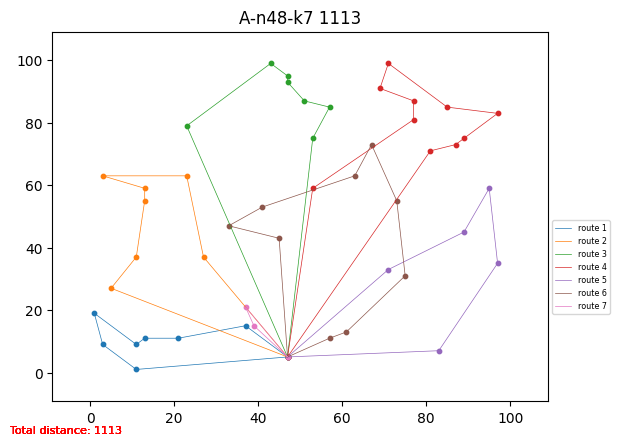 A-n48-k7 1113
100
80
60
40
20
0
0 20 40 60 80 100
route 1
route 2
route 3
route 4
route 5
route 6
route 7
Total distance: 1113